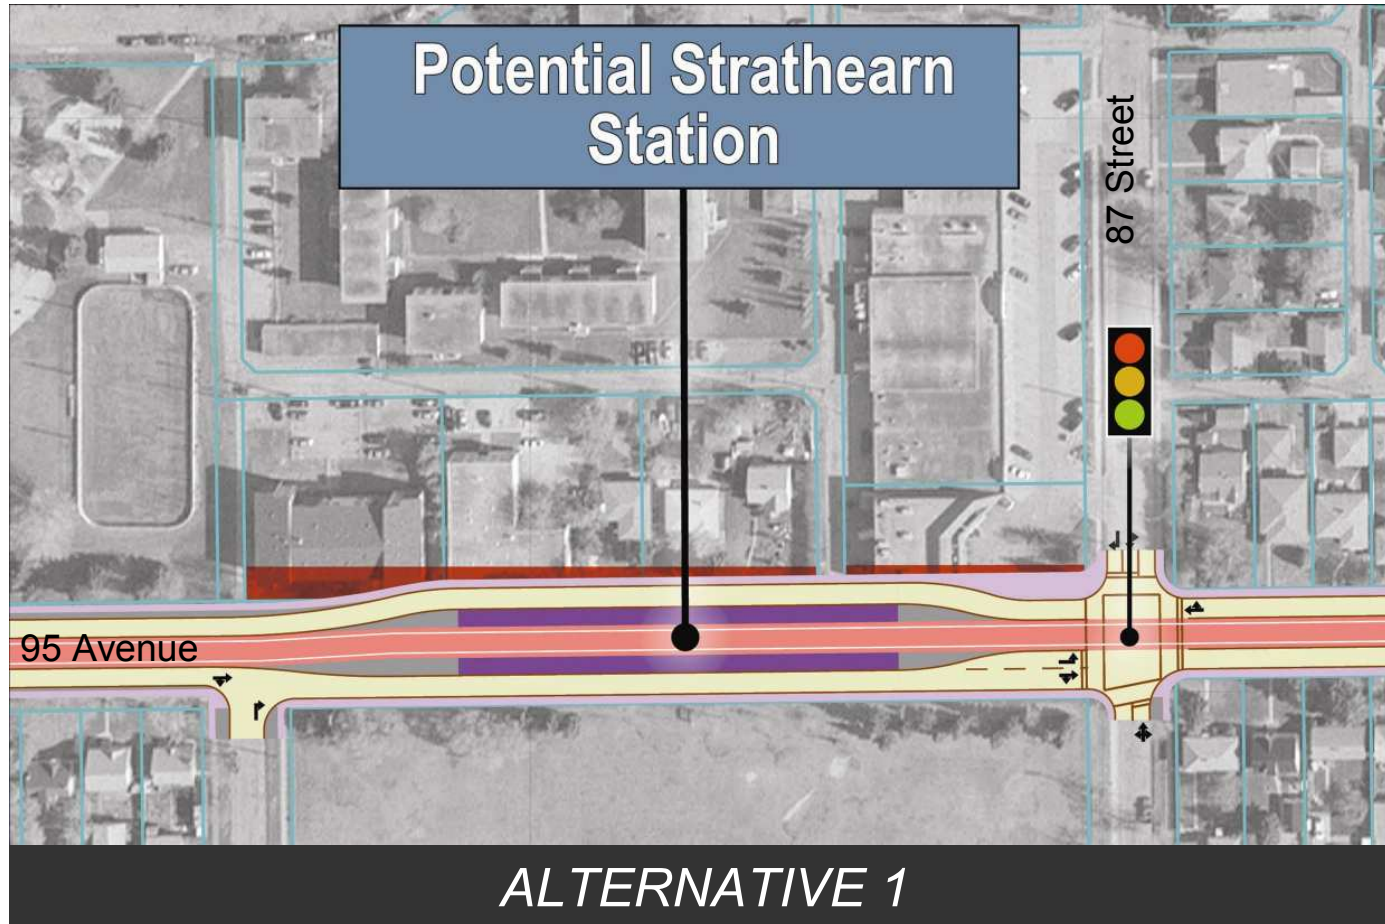 Potential Strathearn
Station
87 Street
95 Avenue
ALTERNATIVE 1